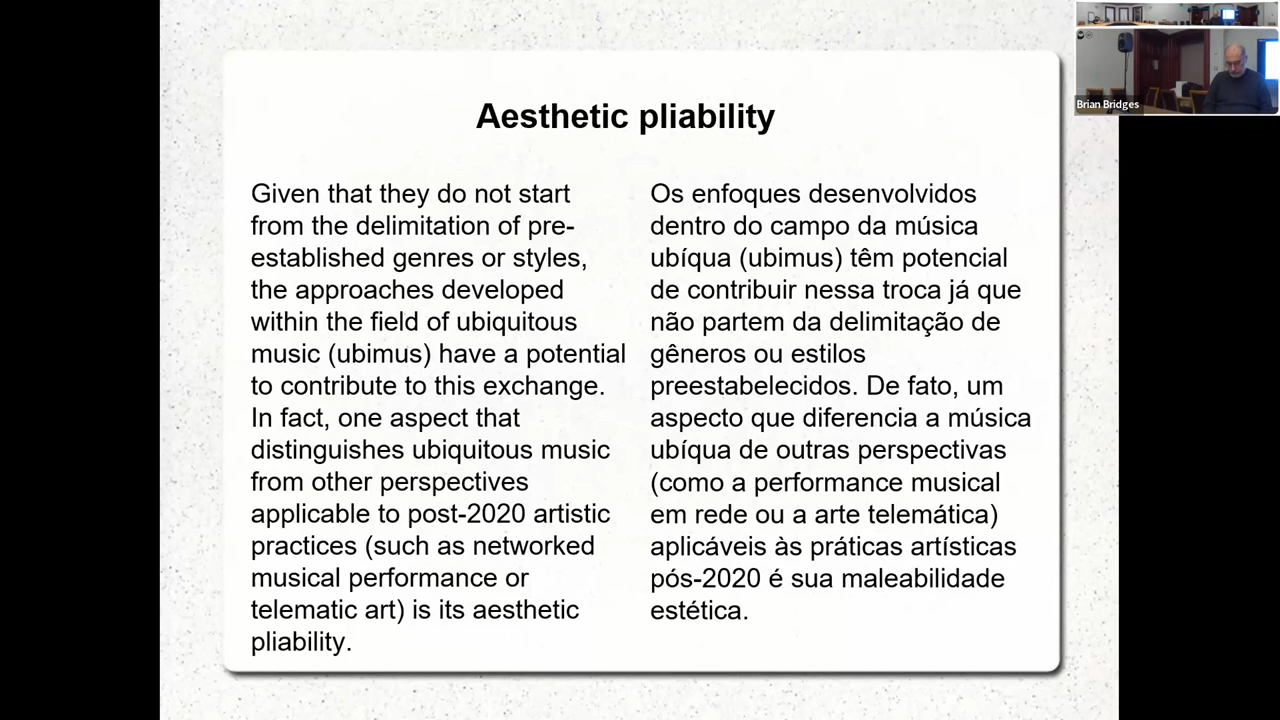 Aesthetic pliability
Given that they do not start
from the delimitation of pre-
established genres or styles,
the approaches developed
within the field of ubiquitous
music (ubimus) have a potential
to contribute to this exchange.
In fact, one aspect that
distinguishes ubiquitous music
from other perspectives
applicable to post-2020 artistic
practices (such as networked
musical performance or
telematic art) is its aesthetic
pliability.
Os enfoques desenvolvidos
dentro do campo da música
ubíqua (ubimus) têm potencial
de contribuir nessa troca já que
não partem da delimitação de
gêneros ou estilos
preestabelecidos. De fato, um
aspecto que diferencia a música
ubíqua de outras perspectivas
(como a performance musical
em rede ou a arte telemática)
aplicáveis às práticas artísticas
pós-2020 é sua maleabilidade
estética.
Brian Bridges